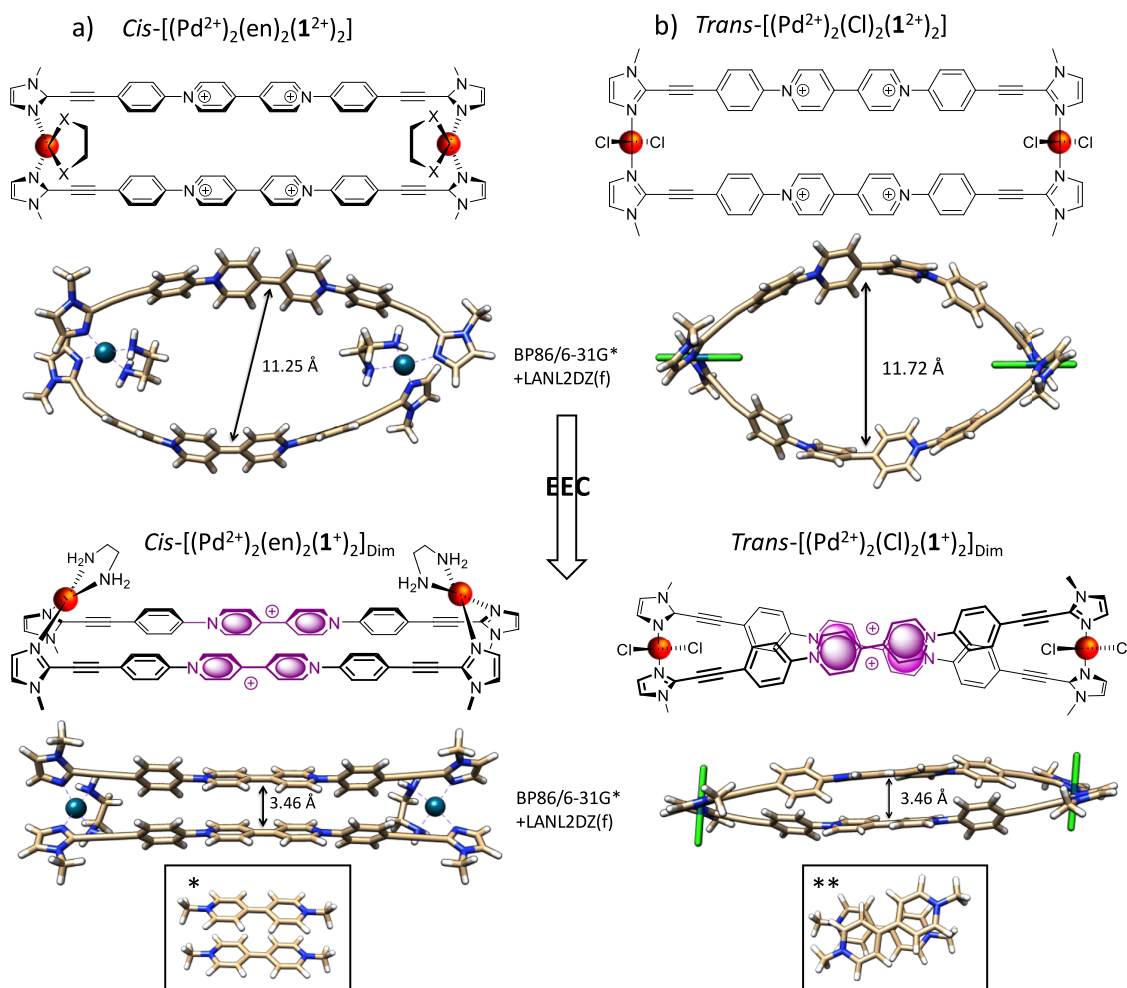 a) Cis-[(Pd²⁺)₂(en)₂(1²⁺)₂]
b) Trans-[(Pd²⁺)₂(Cl)₂(1²⁺)₂]
N N ⊕ ⊕ N N
N N X X X X N N
N N ⊕ ⊕ N N
N N ⊕ ⊕ N N
N N Cl Cl Cl Cl N N
N N ⊕ ⊕ N N
11.25 Å
BP86/6-31G*
+LANL2DZ(f)
11.72 Å
EEC
Cis-[(Pd²⁺)₂(en)₂(1⁺)₂]Dim
Trans-[(Pd²⁺)₂(Cl)₂(1⁺)₂]Dim
H₂N NH₂ H₂N NH₂
N N ⊕ N N
N N ⊕ N N
N N ⊕ N N
Cl Cl Cl C
N N ⊕ N N
3.46 Å
BP86/6-31G*
+LANL2DZ(f)
3.46 Å
*
**